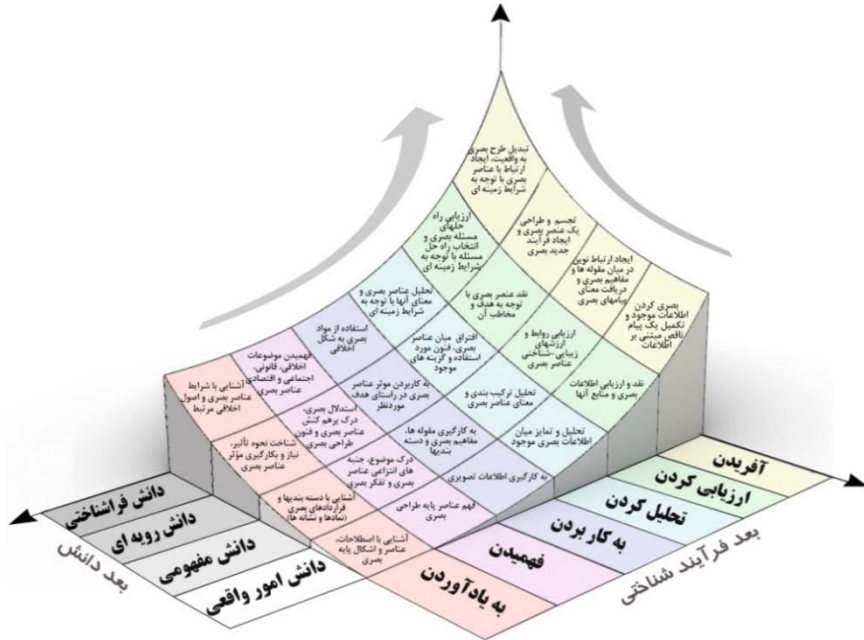 تبدیل طرح بصری
به واقعیت، ایجاد
ارتباط با عناصر
بصری با توجه به
شرایط زمینه ای
تجسم و طراحی
یک عنصر بصری و
ایجاد فرآیند
جدید بصری
ایجاد ارتباط نوین
در میان مقوله ها و
مفاهیم بصری و
دریافت معنای
پیامهای بصری
بصری کردن
اطلاعات موجود و
تکمیل یک پیام
ناقص مبتنی بر
اطلاعات
ارزیابی راه
حلهای
مسئله بصری و
انتخاب راه حل
مسئله با توجه به
شرایط زمینه ای
نقد عنصر بصری با
توجه به هدف و
مخاطب آن
ارزیابی روابط و
ارزشهای
زیبایی-شناختی
عناصر بصری
نقد و ارزیابی اطلاعات
بصری و منابع آنها
تحلیل عناصر بصری و
معنای آنها با توجه به
شرایط زمینه ای
افتراق میان عناصر
بصری، فنون مورد
استفاده و گزینه های
موجود
تحلیل ترکیب بندی و
معنای عناصر بصری
تحلیل و تمایز میان
اطلاعات بصری موجود
استفاده از مواد
بصری به شکل
اخلاقی
به کاربردن موثر عناصر
بصری در راستای هدف
موردنظر
به کارگیری مقوله ها،
مفاهیم بصری و دسته
بندیها
به کارگیری اطلاعات تصویری
فهمیدن موضوعات
اخلاقی، قانونی،
اجتماعی و اقتصادی
عناصر بصری
استدلال بصری،
درک برهم کنش
عناصر بصری و فنون
طراحی بصری
درک موضوع، جنبه
های انتزاعی عناصر
بصری و تفکر بصری
فهم عناصر پایه طراحی
بصری
آشنایی با شرایط
عناصر بصری و اصول
اخلاقی مرتبط
شناخت نحوه تأثیر،
نیاز و بکارگیری مؤثر
عناصر بصری
آشنایی با دسته بندیها و
قراردادهای بصری
(نمادها و نشانه ها)
آشنایی با اصطلاحات،
عناصر و اشکال پایه
بصری
دانش فراشناختی
دانش رویه ای
دانش مفهومی
دانش امور واقعی
بعد دانش
آفریدن
ارزیابی کردن
تحلیل کردن
به کار بردن
فهمیدن
به یادآوردن
بعد فرآیند شناختی